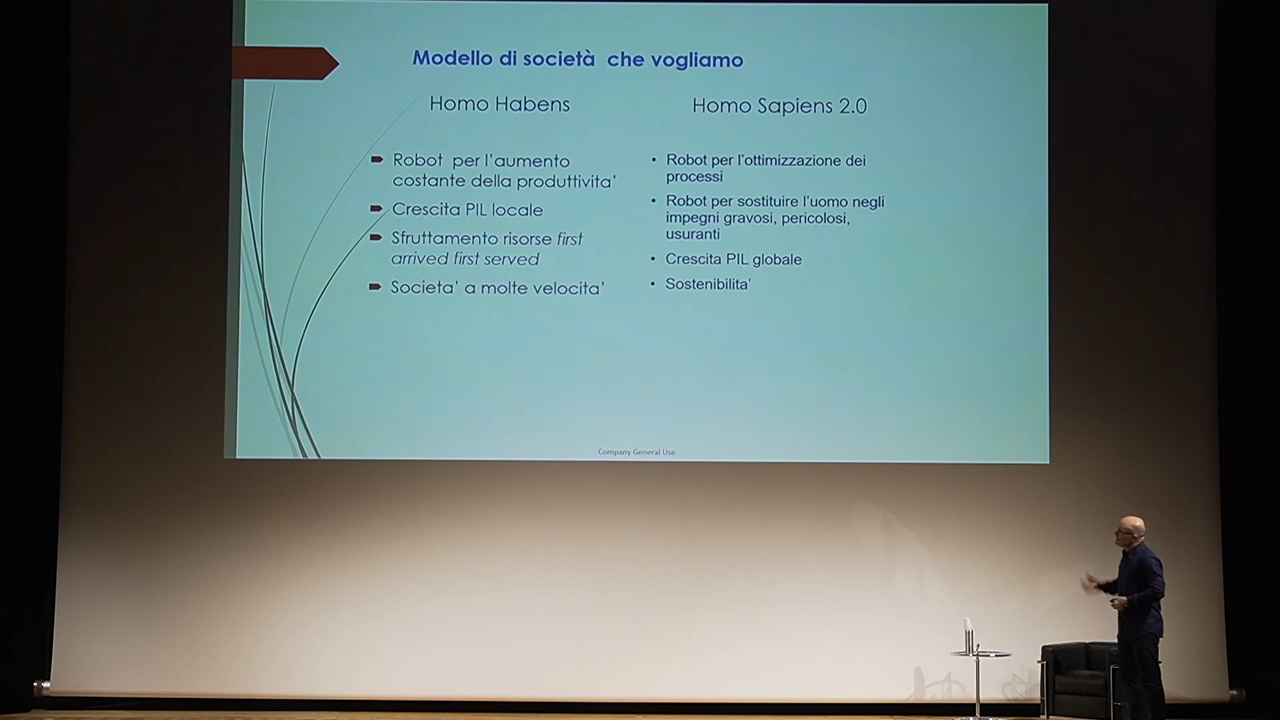 Modello di società che vogliamo
Homo Habens
Robot per l'aumento
costante della produttivita'
Crescita PIL locale
Sfruttamento risorse first
arrived first served
Societa' a molte velocita'
Homo Sapiens 2.0
Robot per l'ottimizzazione dei
processi
Robot per sostituire l'uomo negli
impegni gravosi, pericolosi,
usuranti
Crescita PIL globale
Sostenibilita'
Company General Use